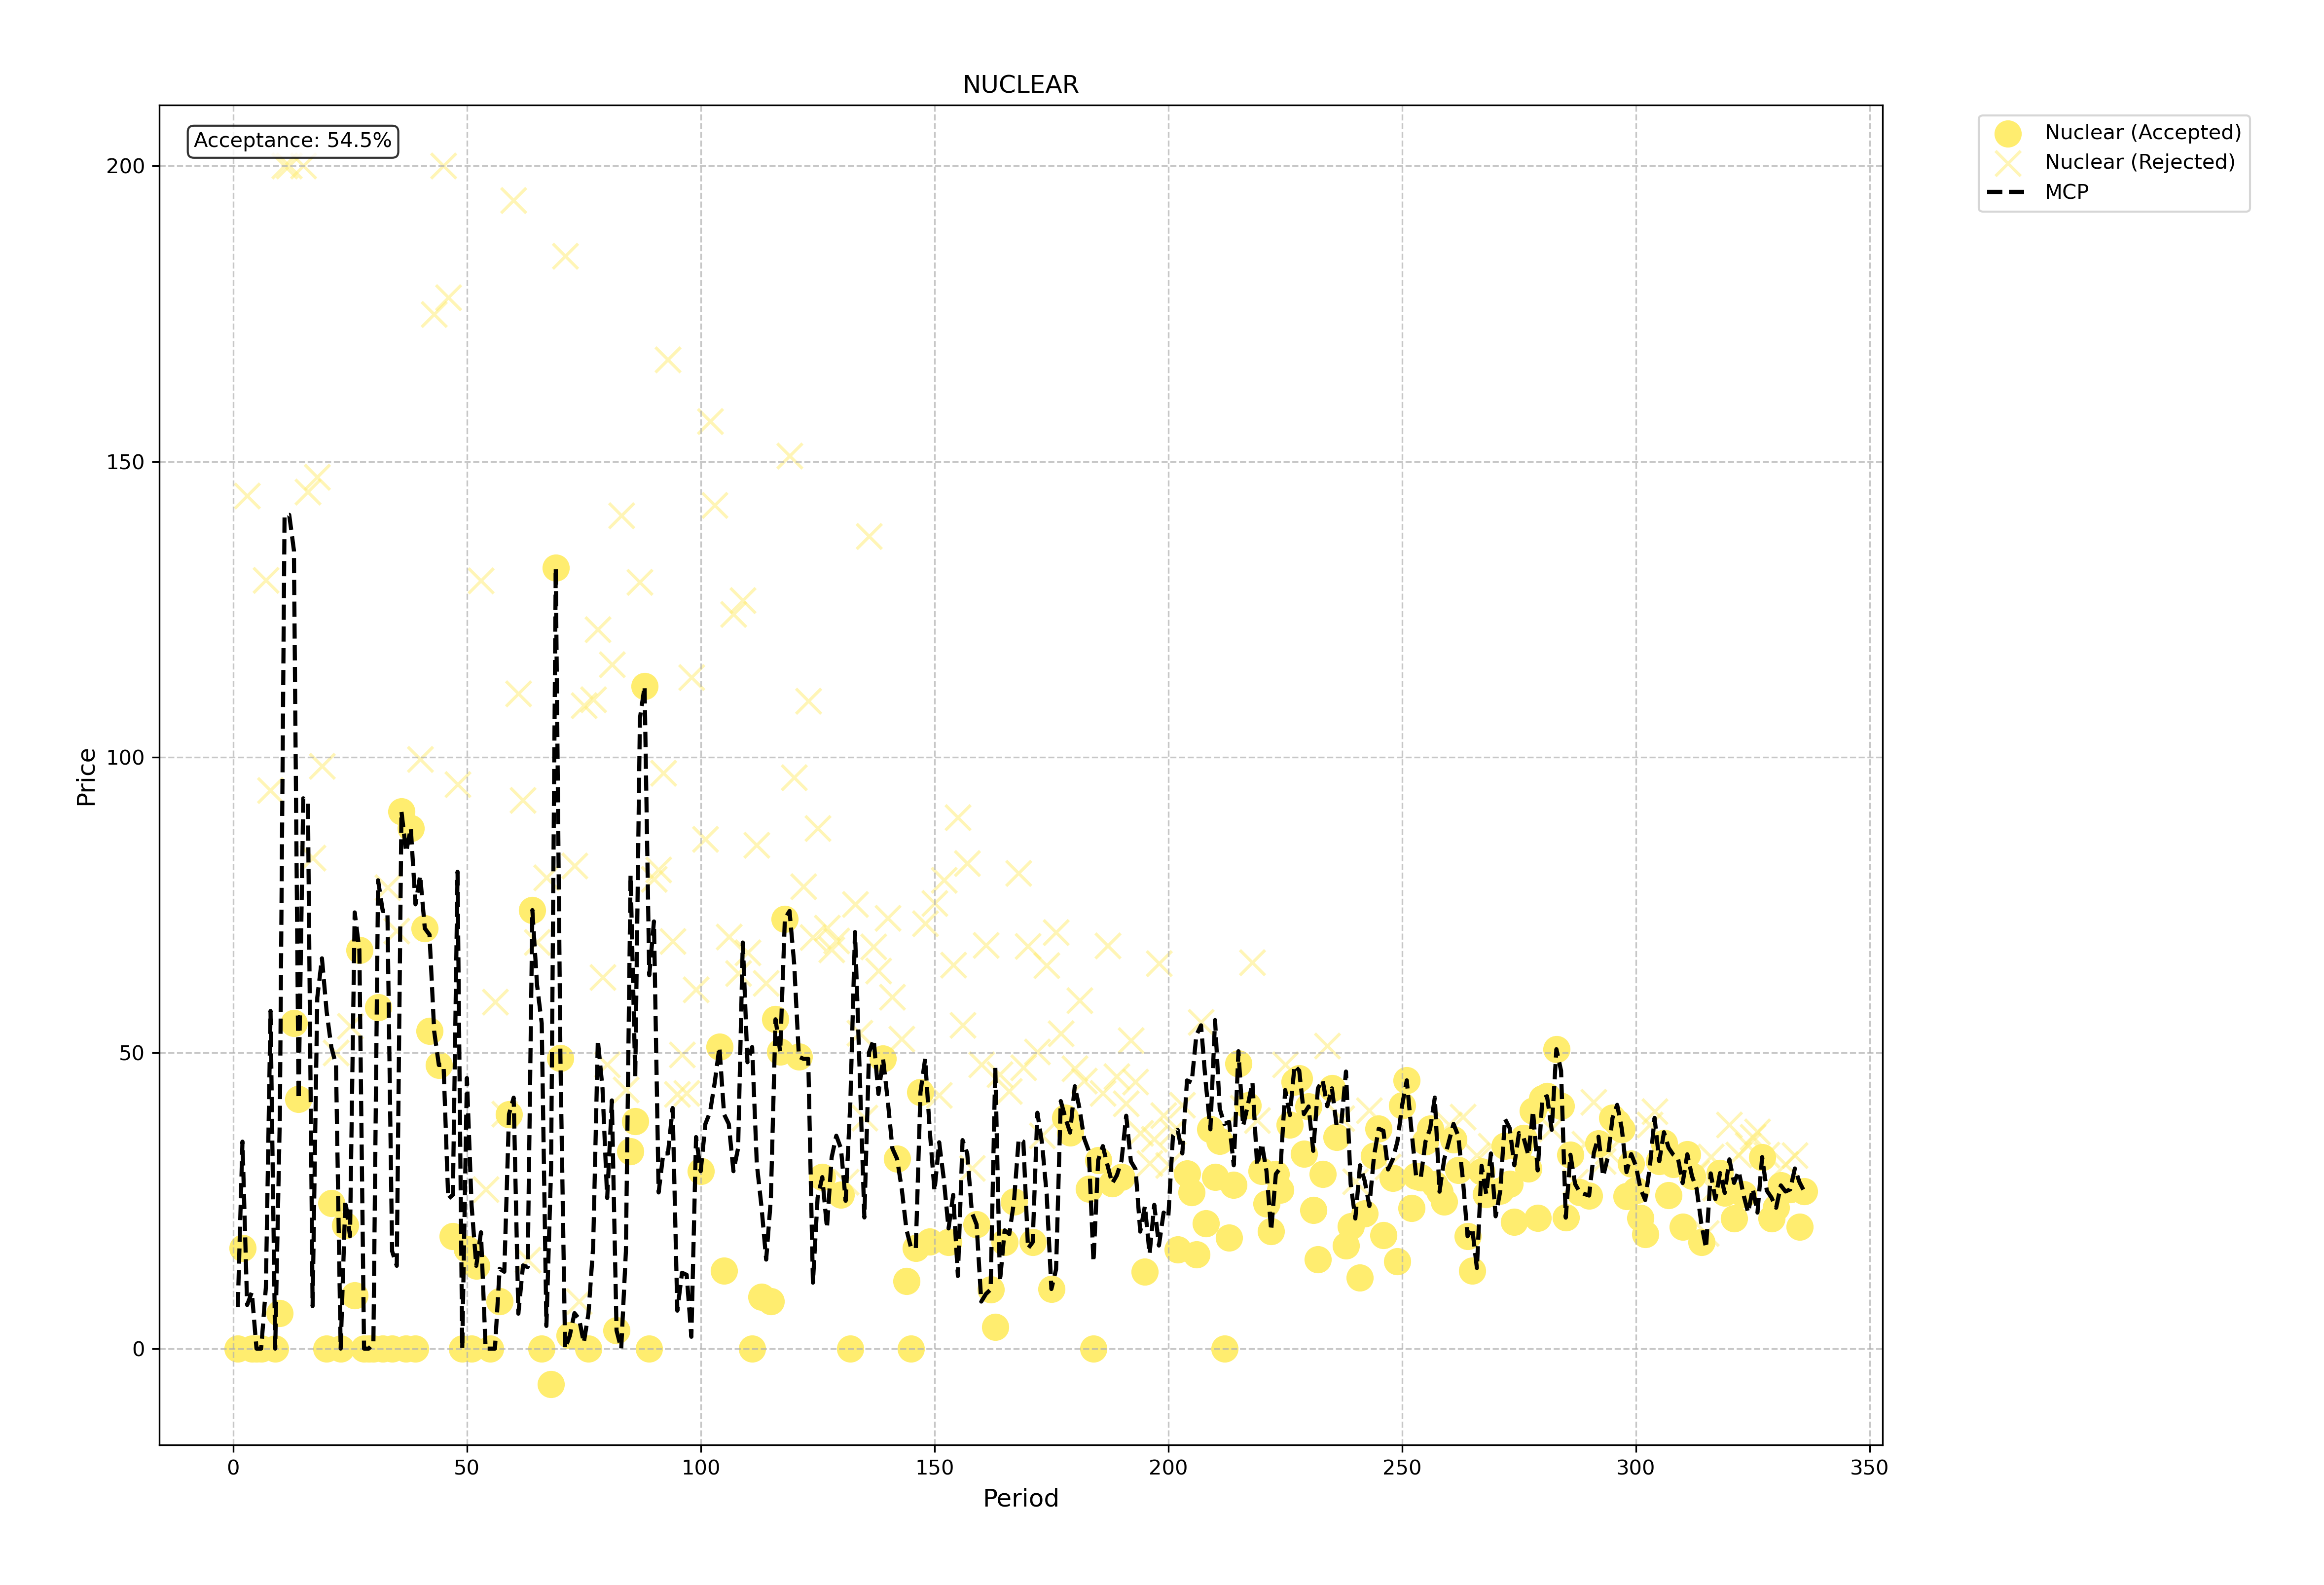 NUCLEAR
Acceptance: 54.5%
Nuclear (Accepted)
Nuclear (Rejected)
MCP
Price
200
150
100
50
0
0 50 100 150 200 250 300 350
Period